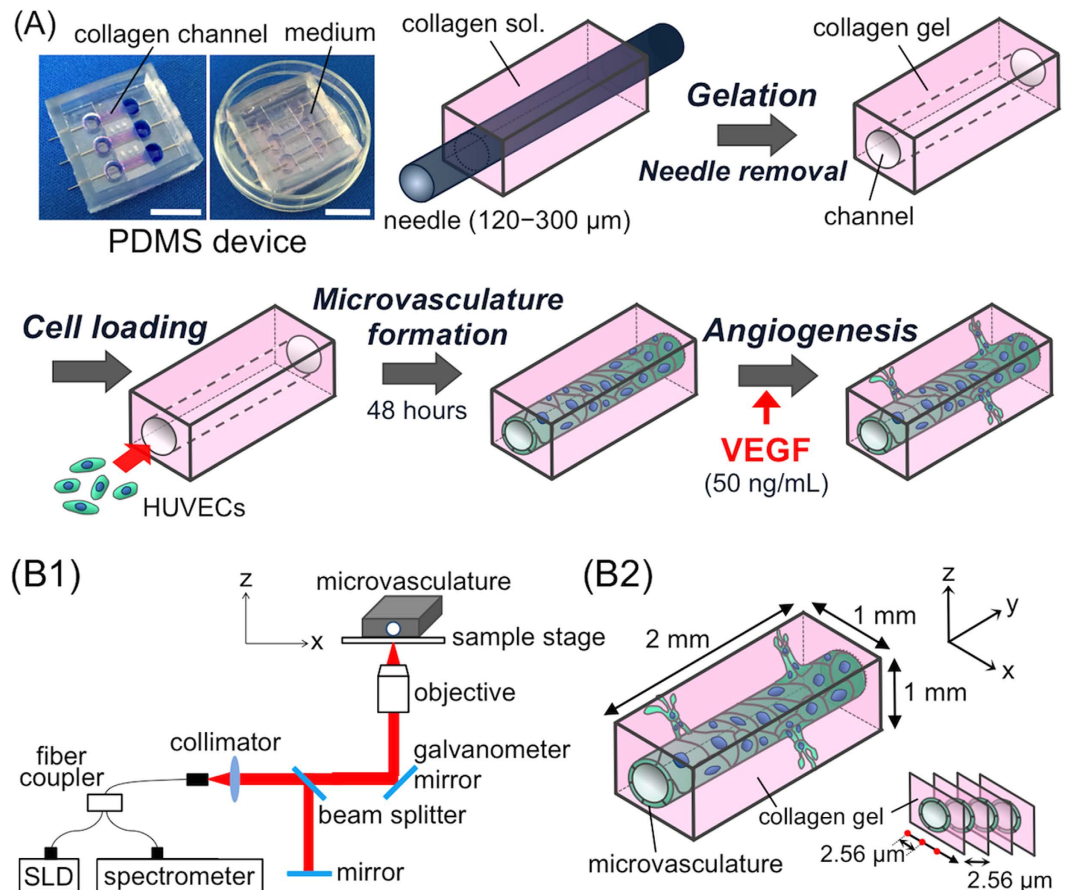 (A)
collagen channel
medium
PDMS device
collagen sol.
needle (120−300 μm)
Gelation
Needle removal
collagen gel
channel
Cell loading
HUVECs
Microvasculature
formation
48 hours
Angiogenesis
VEGF
(50 ng/mL)
(B1)
z
x
microvasculature
sample stage
objective
galvanometer
mirror
collimator
fiber
coupler
beam splitter
mirror
SLD
spectrometer
(B2)
2 mm
1 mm
1 mm
z
y
x
collagen gel
microvasculature
2.56 μm
2.56 μm